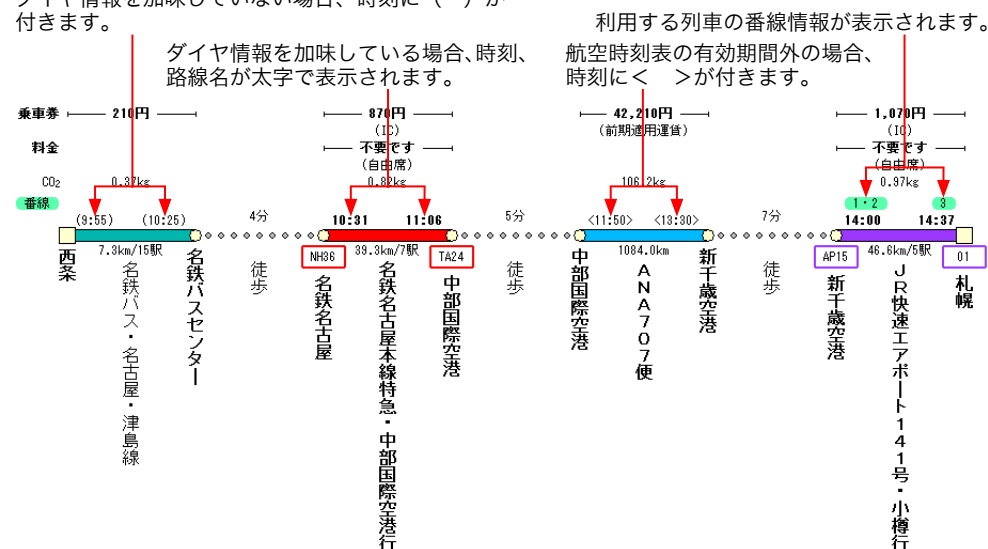 ダイヤ情報を加味していない場合、時刻に（　）が
付きます。
利用する列車の番線情報が表示されます。
ダイヤ情報を加味している場合、時刻、
路線名が太字で表示されます。
航空時刻表の有効期間外の場合、
時刻に＜　＞が付きます。
乗車券 210円 870円 42,210円 1,070円
(IC) (前期適用運賃) (IC)
料金 不要です 不要です
(自由席) (自由席)
CO₂ 0.37kg 0.82kg 106.2kg 0.97kg
番線 1・2 3
(9:55) (10:25) 4分 10:31 11:06 5分 <11:50> <13:30> 7分 14:00 14:37
7.3km/15駅 39.3km/7駅 1084.0km 46.6km/5駅
NH36 TA24 AP15 01
西条
名鉄バス・名古屋・津島線
名鉄バスセンター
徒歩
名鉄名古屋
名鉄名古屋本線特急・中部国際空港行
中部国際空港
徒歩
中部国際空港
ANA707便
新千歳空港
徒歩
新千歳空港
JR快速エアポート141号・小樽行
札幌